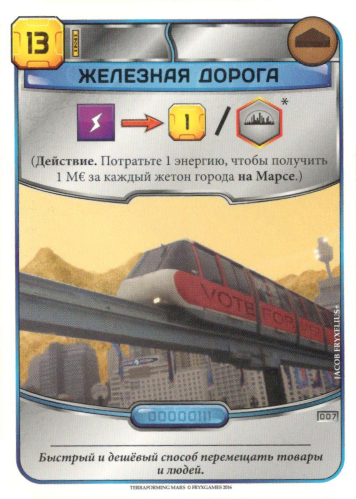 13
ЖЕЛЕЗНАЯ ДОРОГА
1 / *
(Действие. Потратьте 1 энергию, чтобы получить
1 М€ за каждый жетон города на Марсе.)
VOTE FOR
JACOB FRYXELIUS
00000111
007
Быстрый и дешёвый способ перемещать товары
и людей.
TERRAFORMING MARS © FRYXGAMES 2016